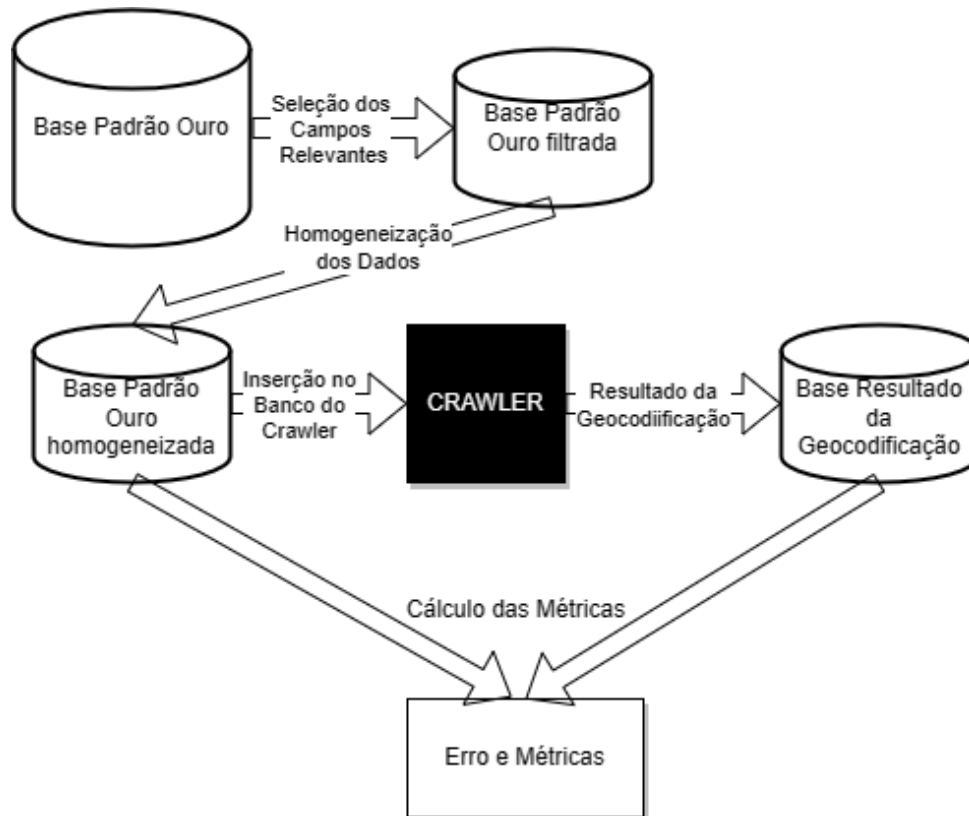 Base Padrão Ouro
Seleção dos
Campos
Relevantes
Base Padrão
Ouro filtrada
Homogeneização
dos Dados
Base Padrão
Ouro
homogeneizada
Inserção no
Banco do
Crawler
CRAWLER
Resultado da
Geocodiificação
Base Resultado
da
Geocodificação
Cálculo das Métricas
Erro e Métricas